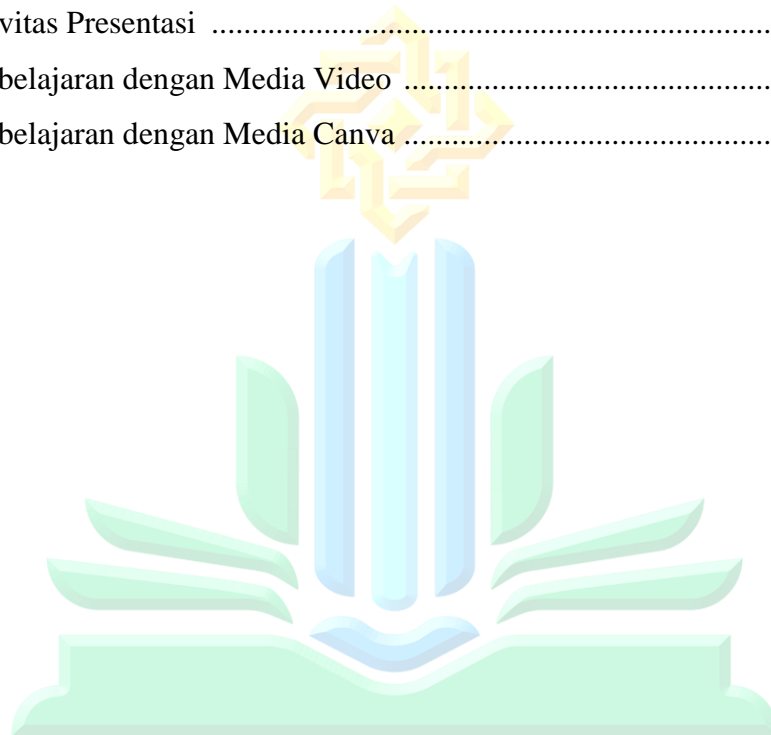 vitas Presentasi ..........................................................
belajaran dengan Media Video ......................................
belajaran dengan Media Canva ......................................